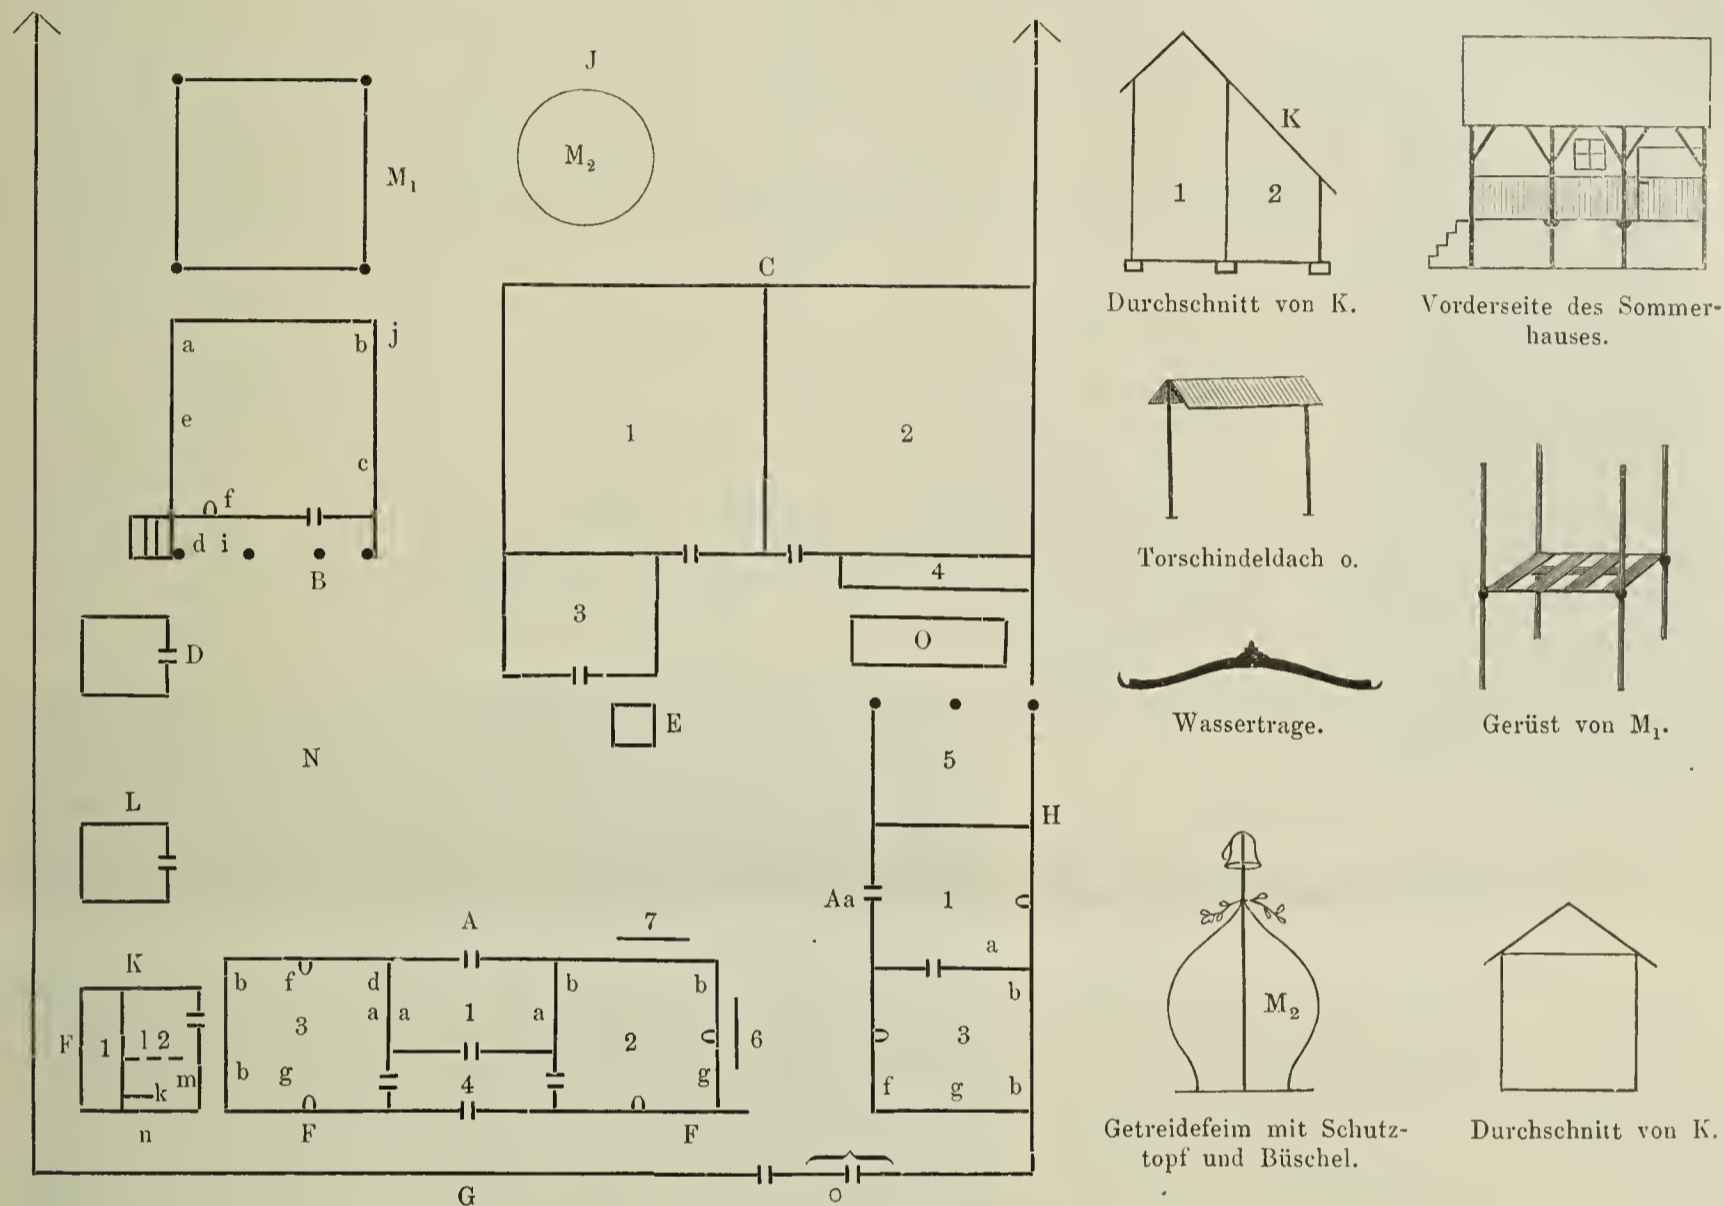 J
M₂
M₁
C
a b j
e
c
1 2
f
d i
B
4
3
O
D
E
N
5
L
H
Aa
1
a
A
7
K
b f d
a a 1 a
b b
3
2
6
b
3
F 1 l 2
m
k
b g
4
g
f g b
n F F
G
o
K
1 2
Durchschnitt von K.
Vorderseite des Sommer-
hauses.
Torschindeldach o.
Wassertrage.
Gerüst von M₁.
M₂
Getreidefeim mit Schutz-
topf und Büschel.
Durchschnitt von K.